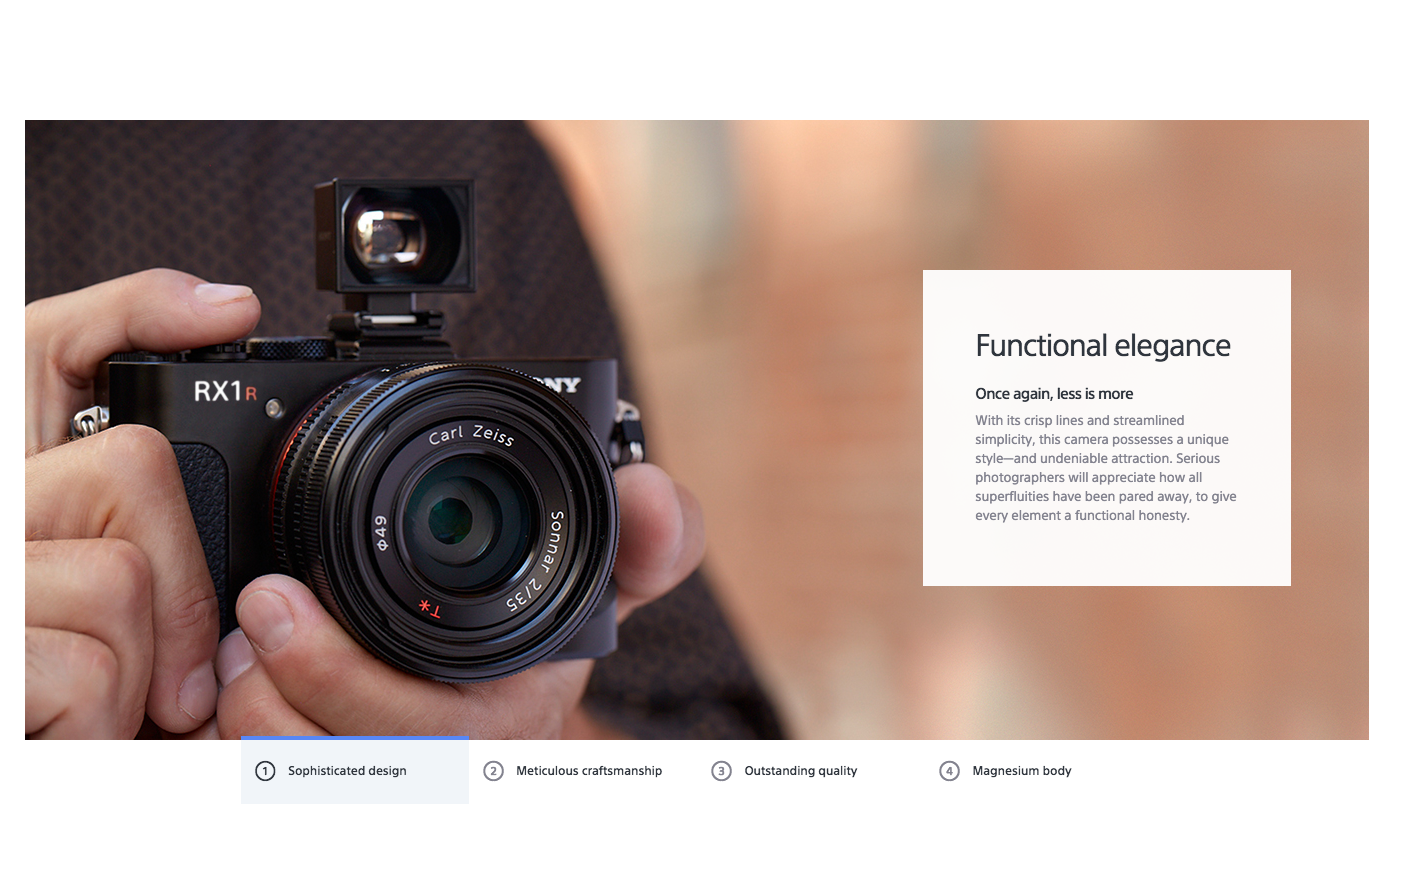 RX1R
Carl Zeiss
Sonnar 2/35
T*
ϕ49
Functional elegance
Once again, less is more
With its crisp lines and streamlined
simplicity, this camera possesses a unique
style—and undeniable attraction. Serious
photographers will appreciate how all
superfluities have been pared away, to give
every element a functional honesty.
1 Sophisticated design
2 Meticulous craftsmanship
3 Outstanding quality
4 Magnesium body